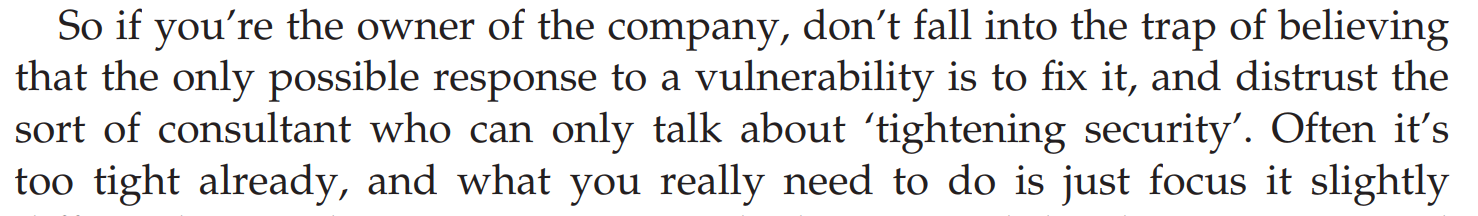 So if you’re the owner of the company, don’t fall into the trap of believing
that the only possible response to a vulnerability is to fix it, and distrust the
sort of consultant who can only talk about ‘tightening security’. Often it’s
too tight already, and what you really need to do is just focus it slightly